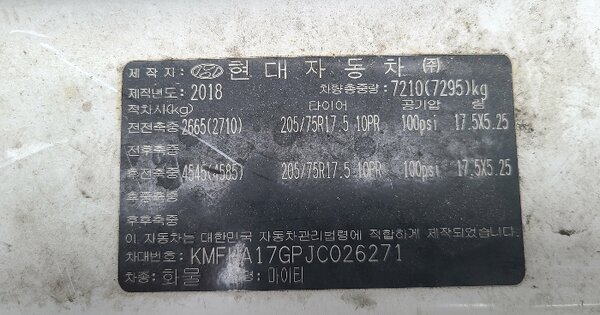 제작자: 현대자동차 (주)
제작년도: 2018 차량총중량: 7210(7295)kg
적차시(kg) 타이어 공기압 림
전전축중 2665(2710) 205/75R17.5 10PR 100psi 17.5X5.25
전후축중
후전축중 4545(4585) 205/75R17.5 10PR 100psi 17.5X5.25
후중축중
후후축중
이 자동차는 대한민국 자동차관리법령에 적합하게 제작되었습니다.
차대번호: A17GPJC026271
차종: 화물 마이티